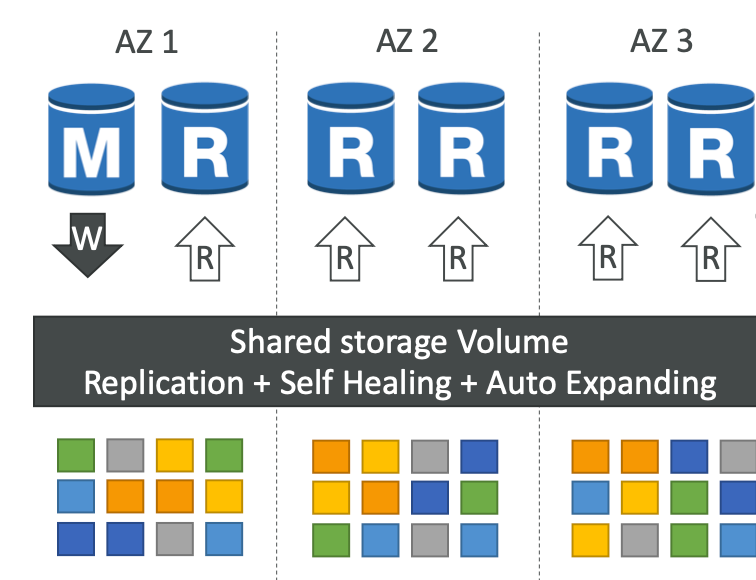 AZ 1
AZ 2
AZ 3
M
R
R
R
R
R
W
R
R
R
R
R
Shared storage Volume
Replication + Self Healing + Auto Expanding